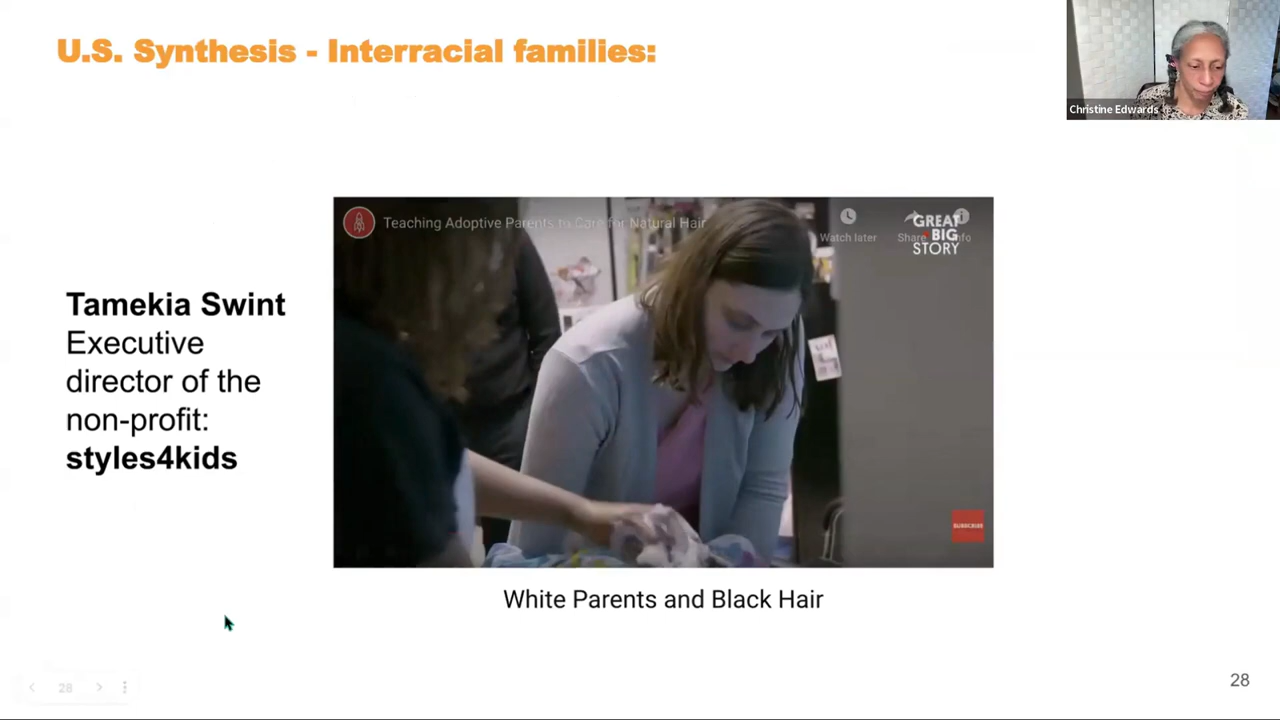 U.S. Synthesis - Interracial families:
Christine Edwards
Teaching Adoptive Parents to Care for Natural Hair
Watch later
Share
Info
GREAT
BIG
STORY
Tamekia Swint
Executive
director of the
non-profit:
styles4kids
SUBSCRIBE
White Parents and Black Hair
28
28